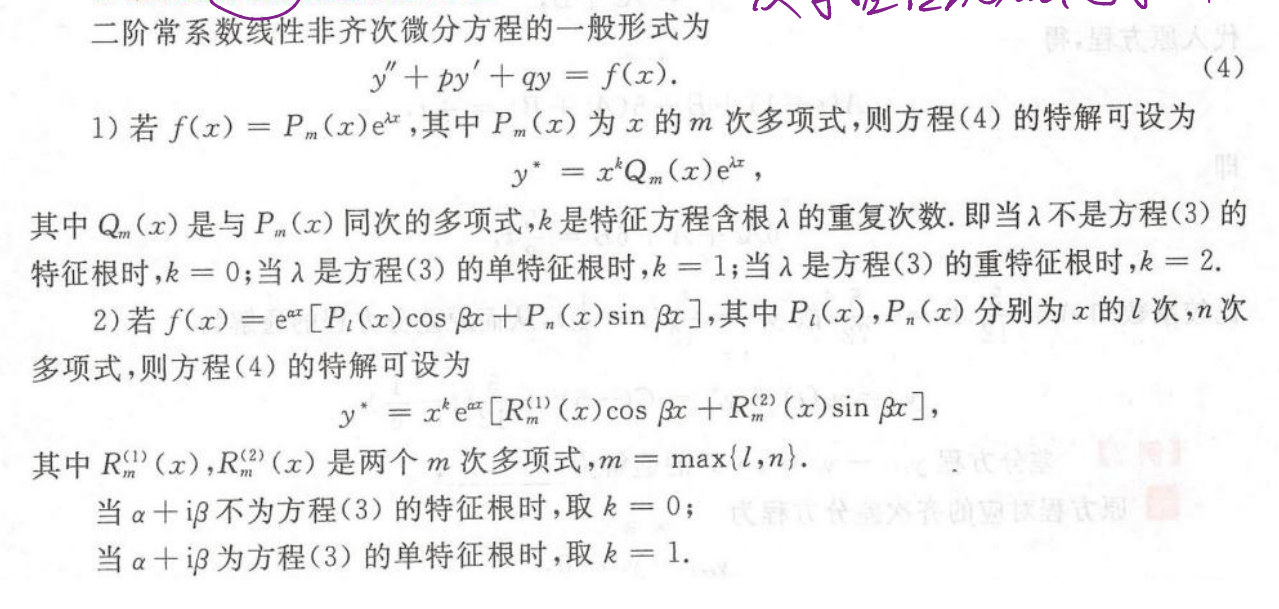 二阶常系数线性非齐次微分方程的一般形式为
y″ + py′ + qy = f(x). (4)
1) 若 f(x) = Pₘ(x)e^{λx},其中 Pₘ(x) 为 x 的 m 次多项式,则方程(4) 的特解可设为
y* = x^kQₘ(x)e^{λx},
其中 Qₘ(x) 是与 Pₘ(x) 同次的多项式,k 是特征方程含根 λ 的重复次数. 即当 λ 不是方程(3) 的
特征根时,k = 0;当 λ 是方程(3) 的单特征根时,k = 1;当 λ 是方程(3) 的重特征根时,k = 2.
2) 若 f(x) = e^{αx}[P_l(x)cos βx + P_n(x)sin βx],其中 P_l(x),P_n(x) 分别为 x 的 l 次,n 次
多项式,则方程(4) 的特解可设为
y* = x^k e^{αx}[R_m^{(1)}(x)cos βx + R_m^{(2)}(x)sin βx],
其中 R_m^{(1)}(x),R_m^{(2)}(x) 是两个 m 次多项式,m = max{l,n}.
当 α + iβ 不为方程(3) 的特征根时,取 k = 0;
当 α + iβ 为方程(3) 的单特征根时,取 k = 1.